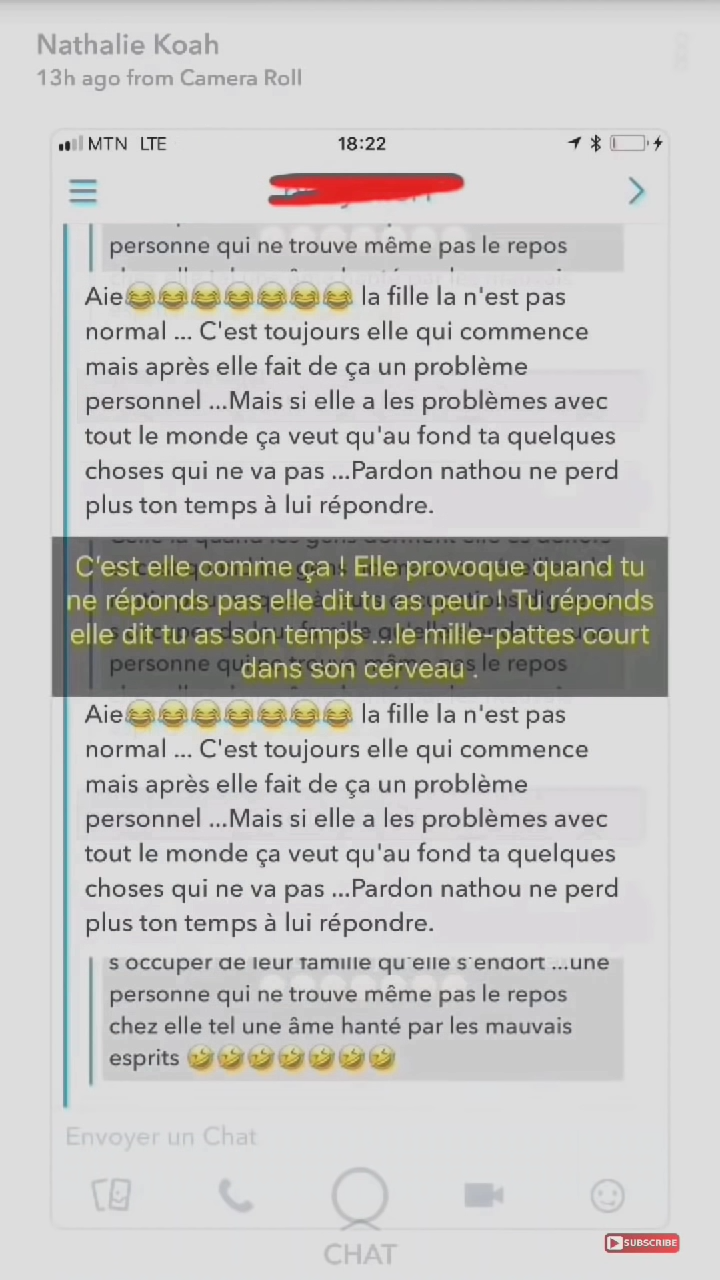 Nathalie Koah
13h ago from Camera Roll
MTN LTE
18:22
personne qui ne trouve même pas le repos
Aie😂😂😂😂😂😂😂 la fille la n'est pas
normal ... C'est toujours elle qui commence
mais après elle fait de ça un problème
personnel ...Mais si elle a les problèmes avec
tout le monde ça veut qu'au fond ta quelques
choses qui ne va pas ...Pardon nathou ne perd
plus ton temps à lui répondre.
C'est elle comme ça ! Elle provoque quand tu
ne réponds pas elle dit tu as peur ! Tu réponds
elle dit tu as son temps ...le mille-pattes court
dans son cerveau .
personne qui ne trouve même pas le repos
Aie😂😂😂😂😂😂😂 la fille la n'est pas
normal ... C'est toujours elle qui commence
mais après elle fait de ça un problème
personnel ...Mais si elle a les problèmes avec
tout le monde ça veut qu'au fond ta quelques
choses qui ne va pas ...Pardon nathou ne perd
plus ton temps à lui répondre.
s'occuper de leur famille qu'elle s'endort ...une
personne qui ne trouve même pas le repos
chez elle tel une âme hanté par les mauvais
esprits 🤣🤣🤣🤣🤣🤣🤣
Envoyer un Chat
CHAT
SUBSCRIBE